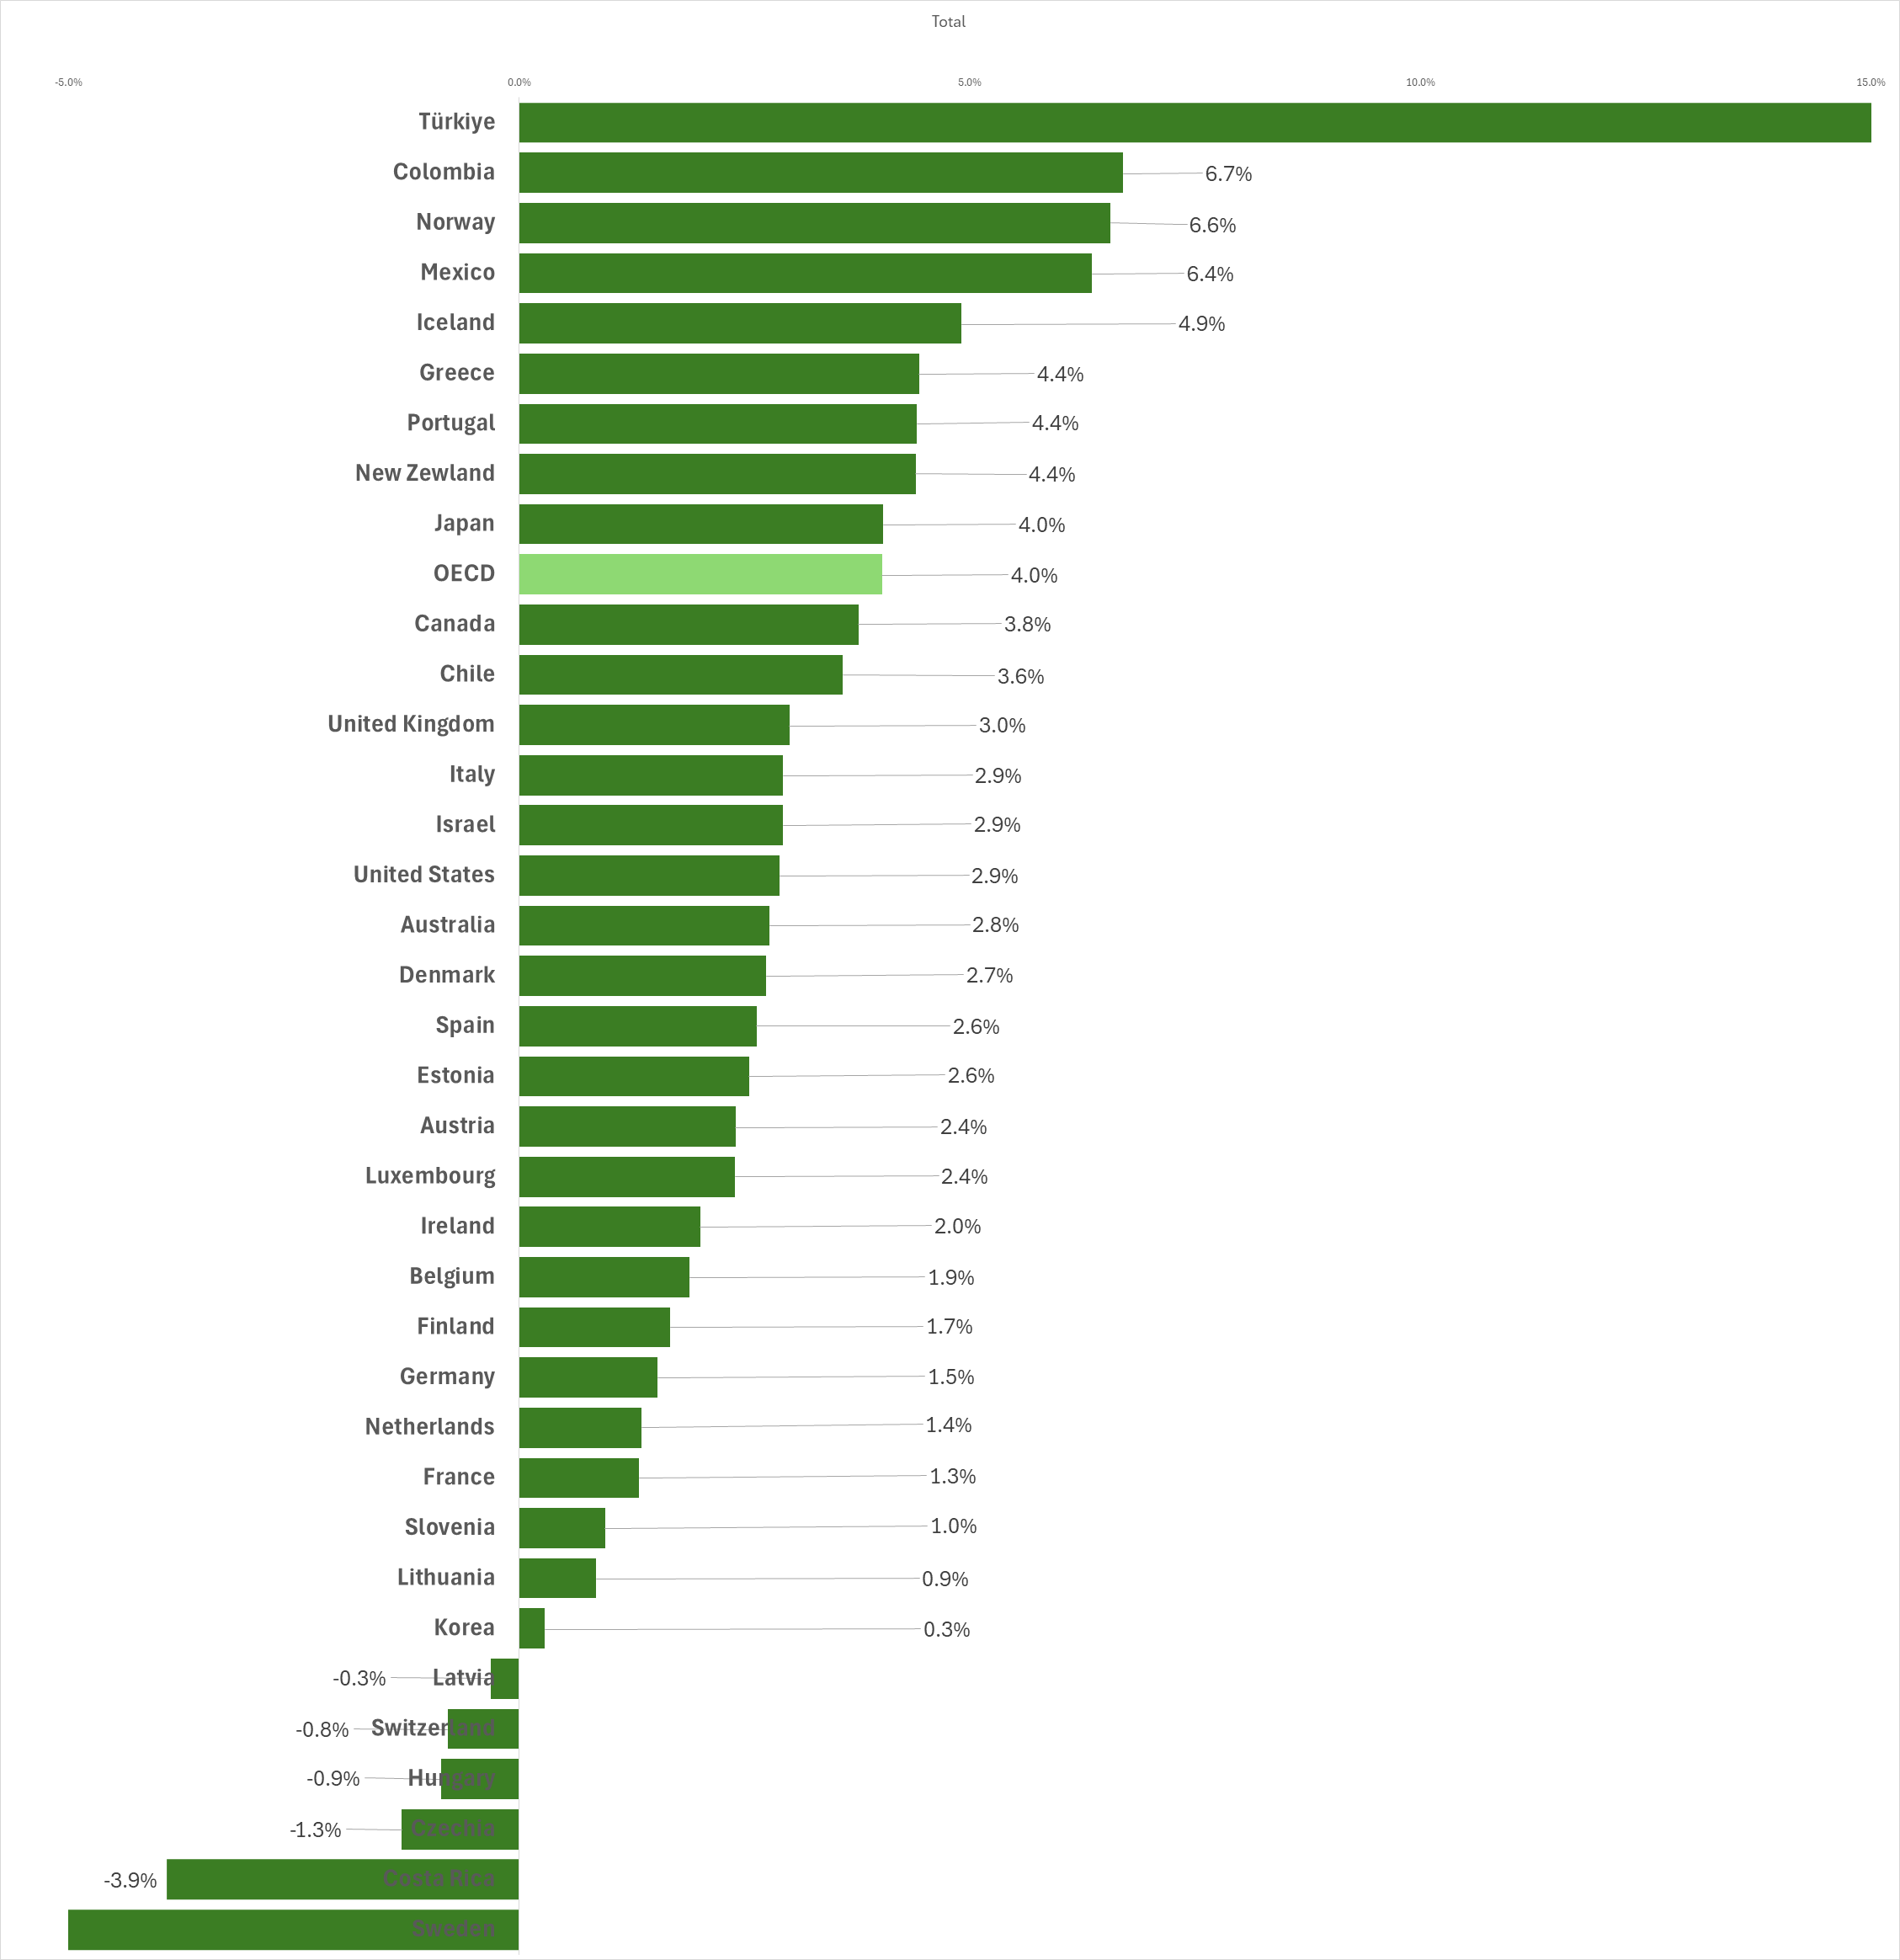 Total
-5.0% 0.0% 5.0% 10.0% 15.0%
Türkiye
Colombia 6.7%
Norway 6.6%
Mexico 6.4%
Iceland 4.9%
Greece 4.4%
Portugal 4.4%
New Zewland 4.4%
Japan 4.0%
OECD 4.0%
Canada 3.8%
Chile 3.6%
United Kingdom 3.0%
Italy 2.9%
Israel 2.9%
United States 2.9%
Australia 2.8%
Denmark 2.7%
Spain 2.6%
Estonia 2.6%
Austria 2.4%
Luxembourg 2.4%
Ireland 2.0%
Belgium 1.9%
Finland 1.7%
Germany 1.5%
Netherlands 1.4%
France 1.3%
Slovenia 1.0%
Lithuania 0.9%
Korea 0.3%
-0.3% Latvia
-0.8% Switzerland
-0.9% Hungary
-1.3% Czechia
-3.9% Costa Rica
Sweden